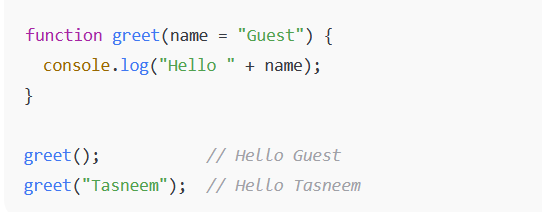 function greet(name = "Guest") {
  console.log("Hello " + name);
}
greet();             // Hello Guest
greet("Tasneem");  // Hello Tasneem